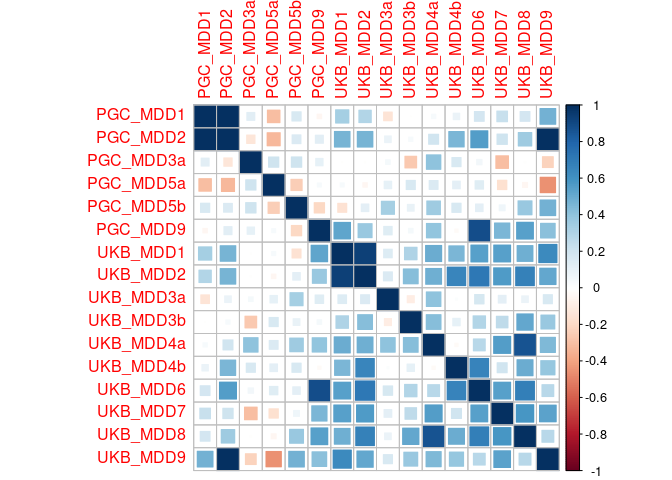 PGC_MDD1
PGC_MDD2
PGC_MDD3a
PGC_MDD5a
PGC_MDD5b
PGC_MDD9
UKB_MDD1
UKB_MDD2
UKB_MDD3a
UKB_MDD3b
UKB_MDD4a
UKB_MDD4b
UKB_MDD6
UKB_MDD7
UKB_MDD8
UKB_MDD9
PGC_MDD1
PGC_MDD2
PGC_MDD3a
PGC_MDD5a
PGC_MDD5b
PGC_MDD9
UKB_MDD1
UKB_MDD2
UKB_MDD3a
UKB_MDD3b
UKB_MDD4a
UKB_MDD4b
UKB_MDD6
UKB_MDD7
UKB_MDD8
UKB_MDD9
1
0.8
0.6
0.4
0.2
0
-0.2
-0.4
-0.6
-0.8
-1